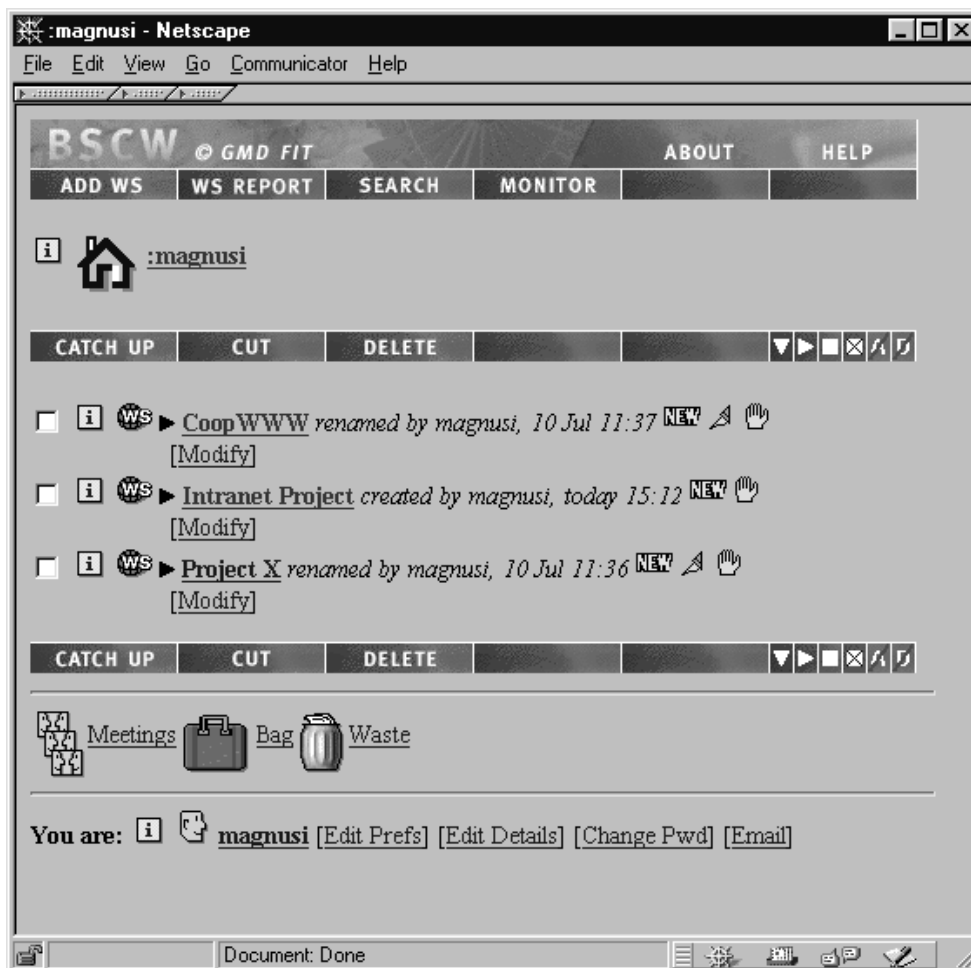 :magnusi - Netscape
File Edit View Go Communicator Help
BSCW © GMD FIT ABOUT HELP
ADD WS WS REPORT SEARCH MONITOR
i :magnusi
CATCH UP CUT DELETE
i WS CoopWWW renamed by magnusi, 10 Jul 11:37 NEW
[Modify]
i WS Intranet Project created by magnusi, today 15:12 NEW
[Modify]
i WS Project X renamed by magnusi, 10 Jul 11:36 NEW
[Modify]
CATCH UP CUT DELETE
Meetings Bag Waste
You are: i magnusi [Edit Prefs] [Edit Details] [Change Pwd] [Email]
Document: Done